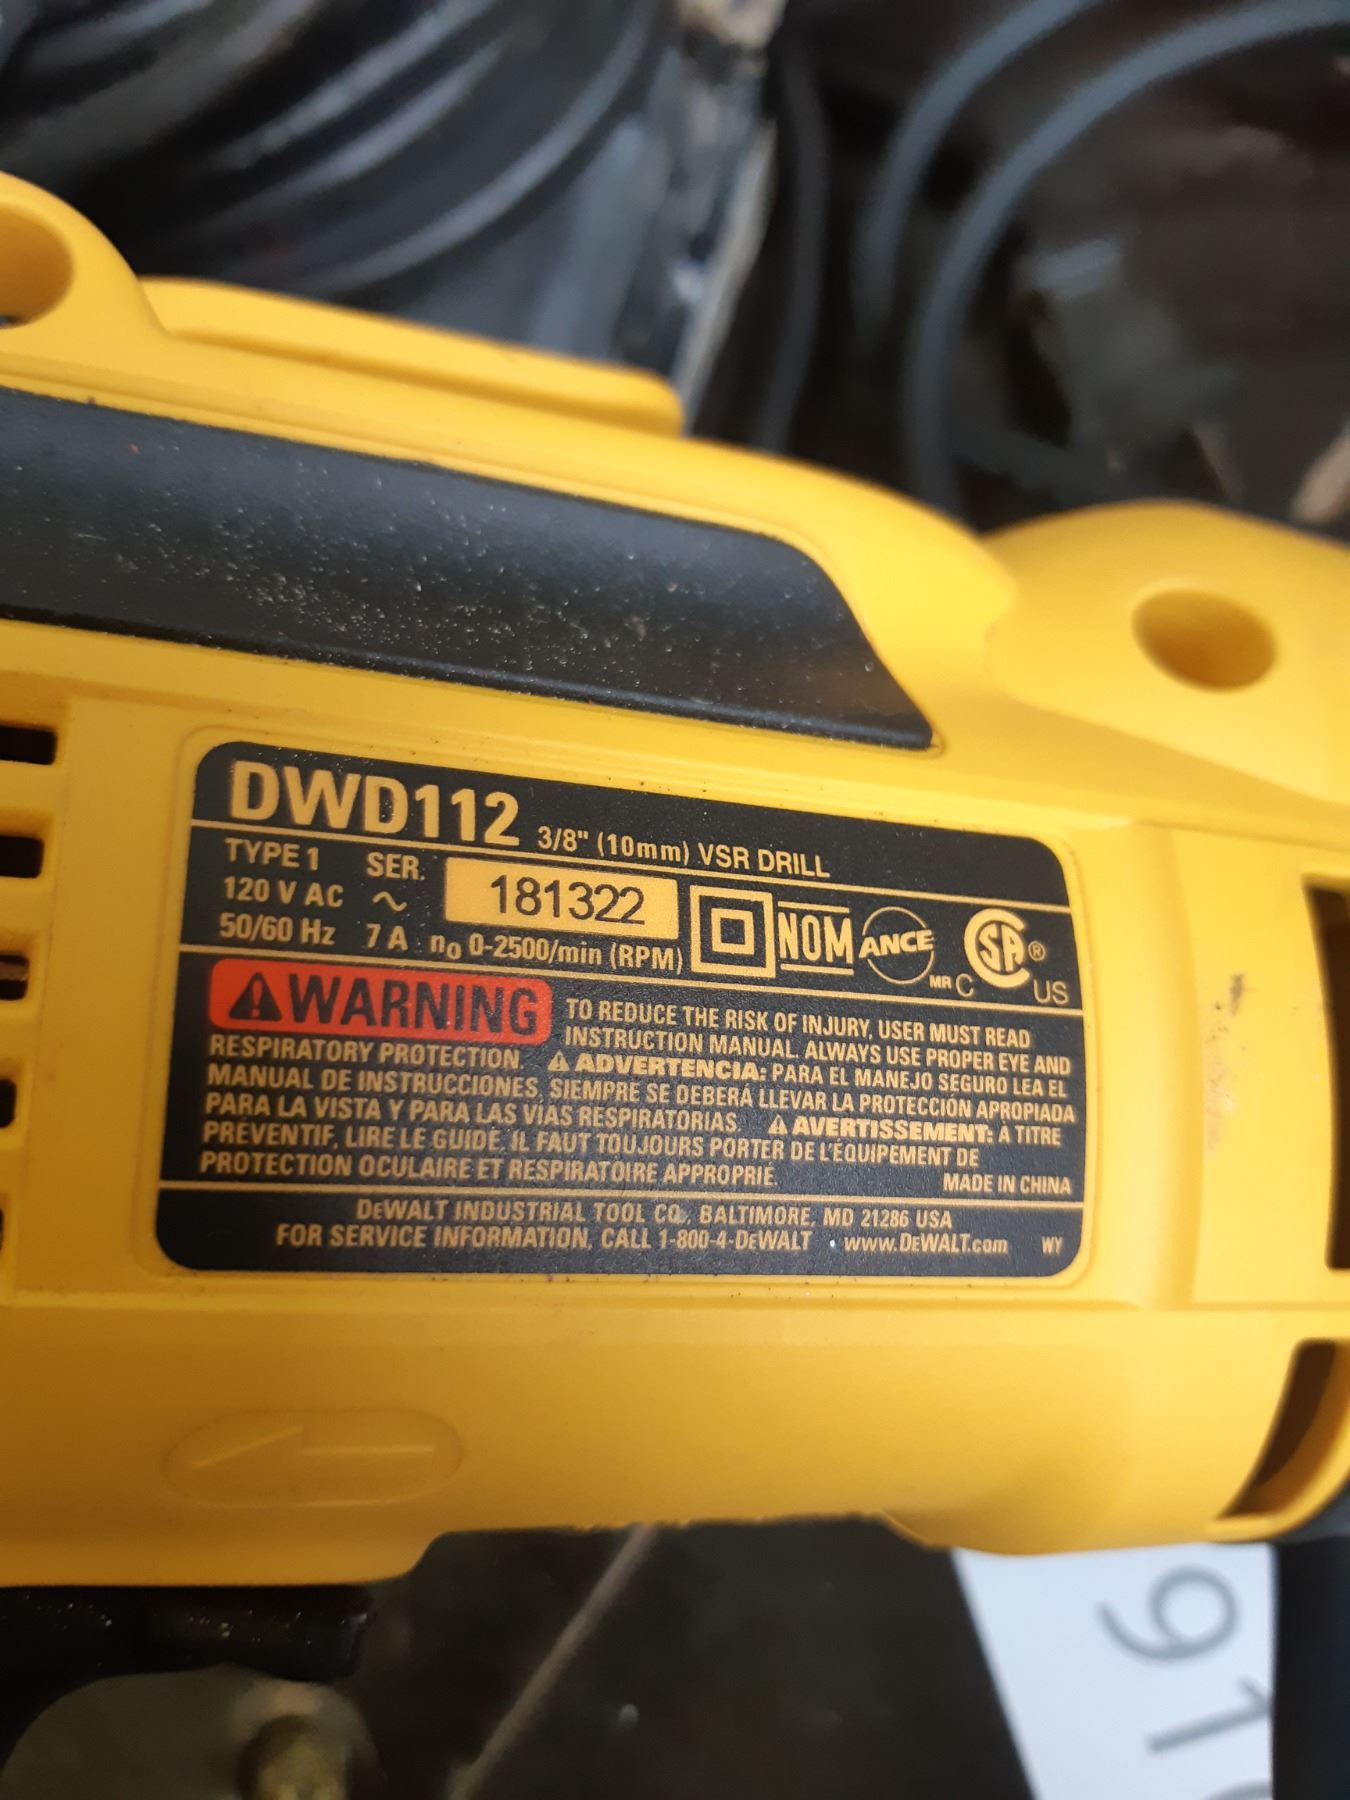 DWD112 3/8" (10mm) VSR DRILL
TYPE 1 SER. 181322
120 V AC ~
50/60 Hz 7 A n₀ 0-2500/min (RPM)
NOM ANCE MR C SA ® US
⚠WARNING TO REDUCE THE RISK OF INJURY, USER MUST READ
INSTRUCTION MANUAL. ALWAYS USE PROPER EYE AND
RESPIRATORY PROTECTION. ⚠ADVERTENCIA: PARA EL MANEJO SEGURO LEA EL
MANUAL DE INSTRUCCIONES, SIEMPRE SE DEBERÁ LLEVAR LA PROTECCIÓN APROPIADA
PARA LA VISTA Y PARA LAS VÍAS RESPIRATORIAS. ⚠AVERTISSEMENT: À TITRE
PRÉVENTIF, LIRE LE GUIDE. IL FAUT TOUJOURS PORTER DE L'ÉQUIPEMENT DE
PROTECTION OCULAIRE ET RESPIRATOIRE APPROPRIÉ. MADE IN CHINA
DEWALT INDUSTRIAL TOOL CO., BALTIMORE, MD 21286 USA
FOR SERVICE INFORMATION, CALL 1-800-4-DEWALT www.DEWALT.com WY